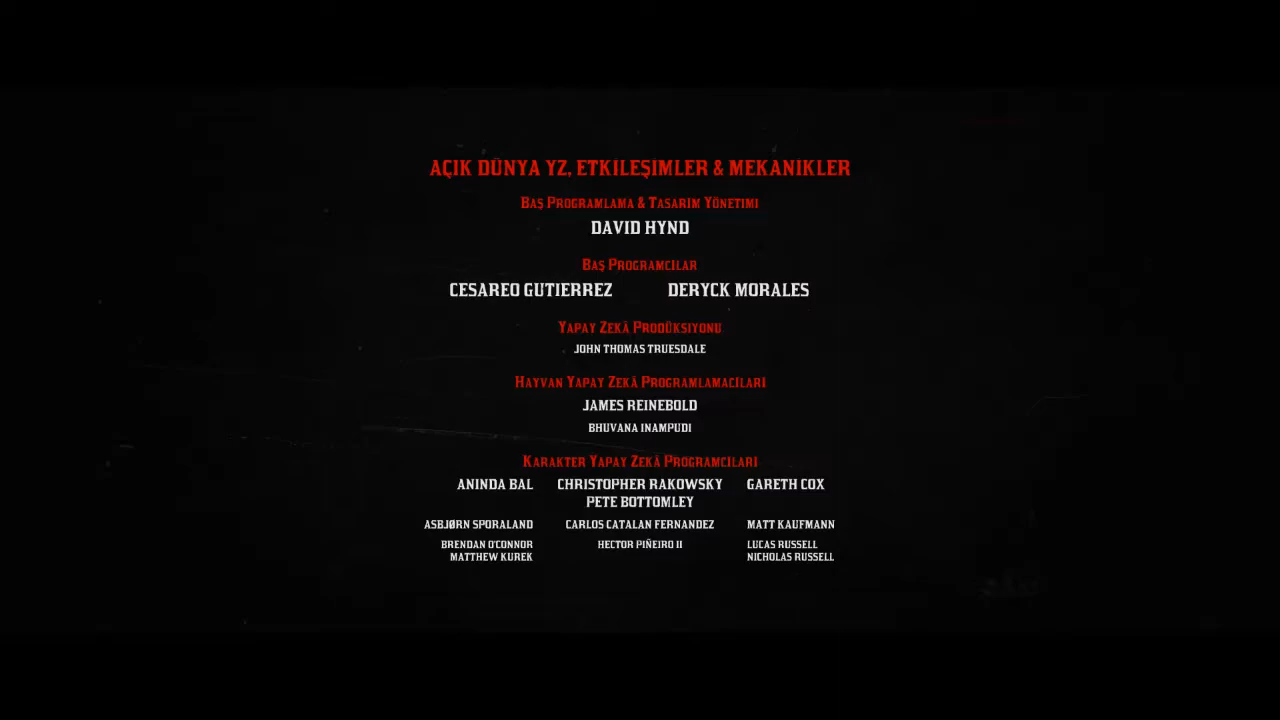 AÇIK DÜNYA YZ, ETKILEŞIMLER & MEKANIKLER
BAŞ PROGRAMLAMA & TASARIM YÖNETIMI
DAVID HYND
BAŞ PROGRAMCILAR
CESAREO GUTIERREZ DERYCK MORALES
YAPAY ZEKÂ PRODÜKSIYONU
JOHN THOMAS TRUESDALE
HAYVAN YAPAY ZEKÂ PROGRAMLAMACILARI
JAMES REINEBOLD
BHUVANA INAMPUDI
KARAKTER YAPAY ZEKÂ PROGRAMCILARI
ANINDA BAL CHRISTOPHER RAKOWSKY GARETH COX
PETE BOTTOMLEY
ASBJØRN SPORALAND CARLOS CATALAN FERNANDEZ MATT KAUFMANN
BRENDAN O'CONNOR HECTOR PIÑEIRO II LUCAS RUSSELL
MATTHEW KUREK NICHOLAS RUSSELL